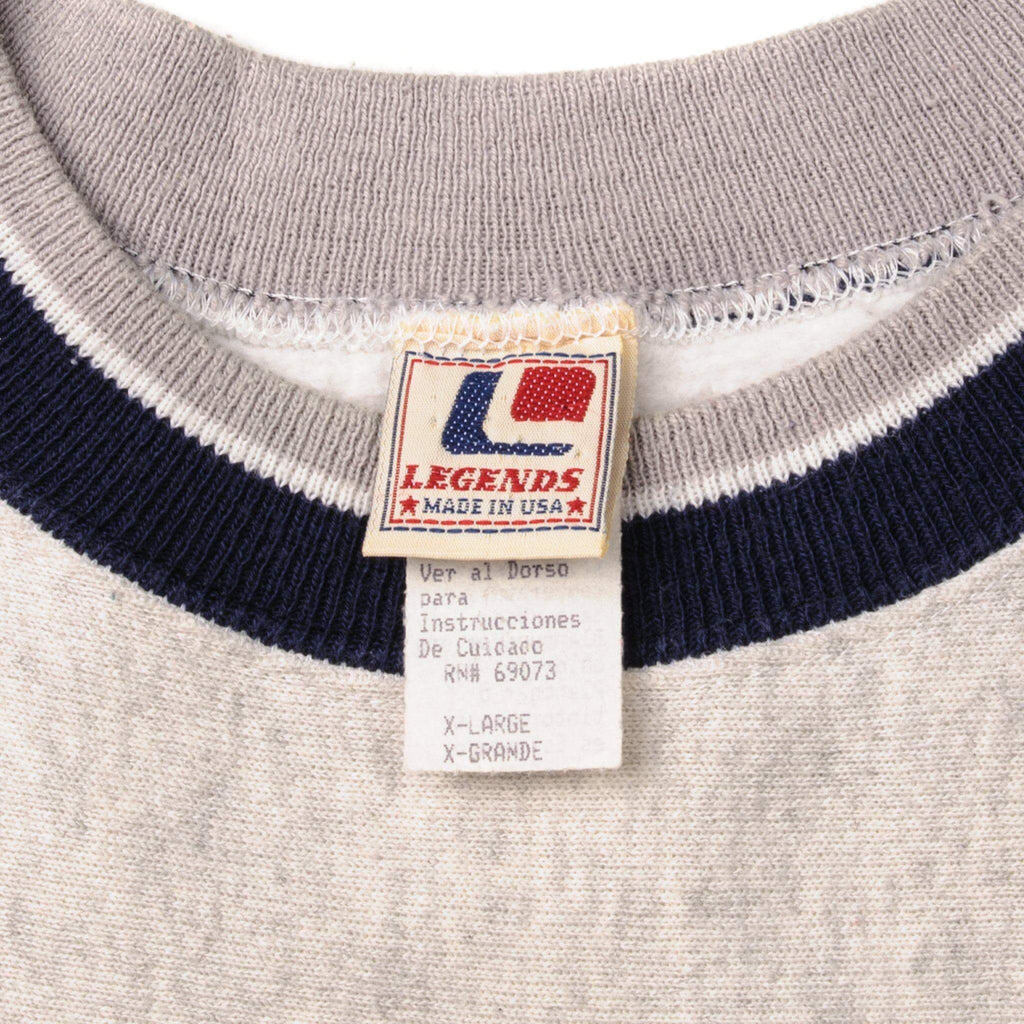 LEGENDS
★ MADE IN USA ★
Ver al Dorso
para
Instrucciones
De Cuidado
RN# 69073
X-LARGE
X-GRANDE